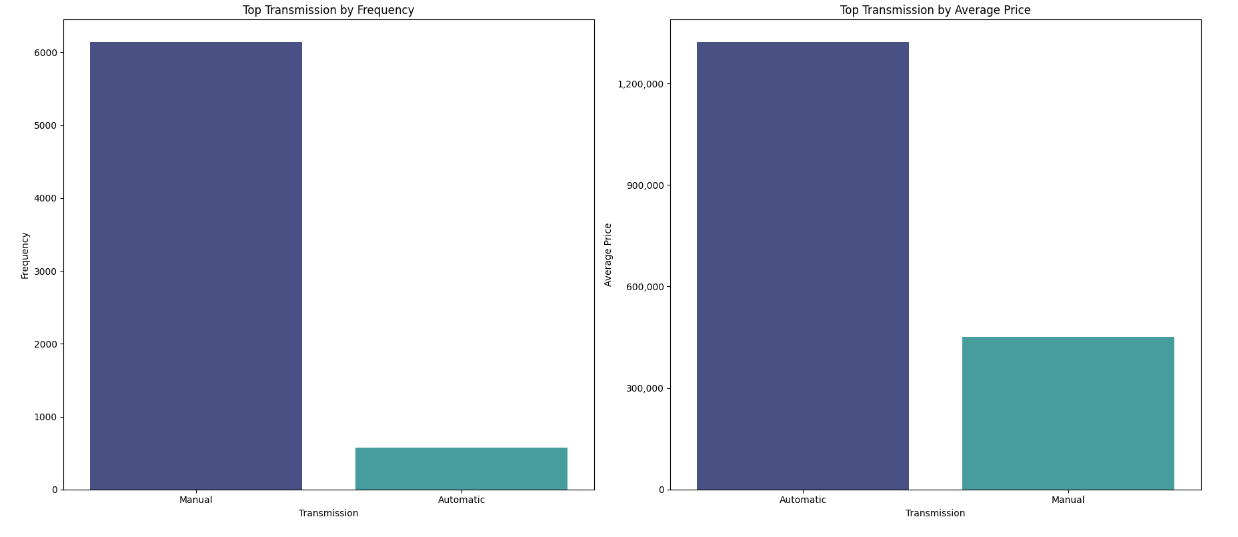 Top Transmission by Frequency
Frequency
6000
5000
4000
3000
2000
1000
0
Manual
Automatic
Transmission
Top Transmission by Average Price
Average Price
1,200,000
900,000
600,000
300,000
0
Automatic
Manual
Transmission